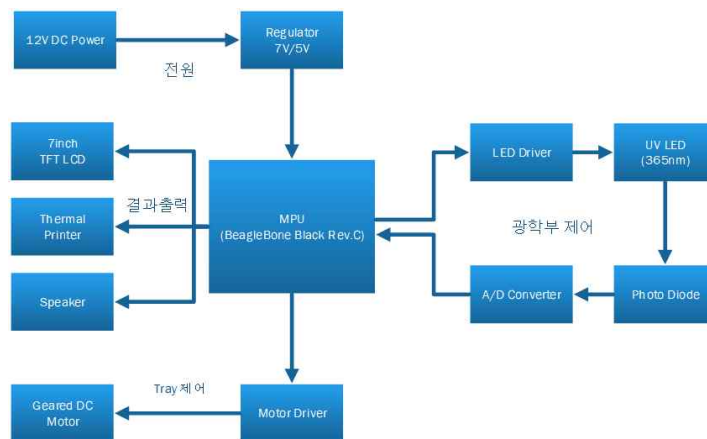 12V DC Power
Regulator
7V/5V
전원
7inch
TFT LCD
LED Driver
UV LED
(365nm)
Thermal
Printer
결과출력
MPU
(BeagleBone Black Rev.C)
광학부 제어
Speaker
A/D Converter
Photo Diode
Geared DC
Motor
Tray 제어
Motor Driver